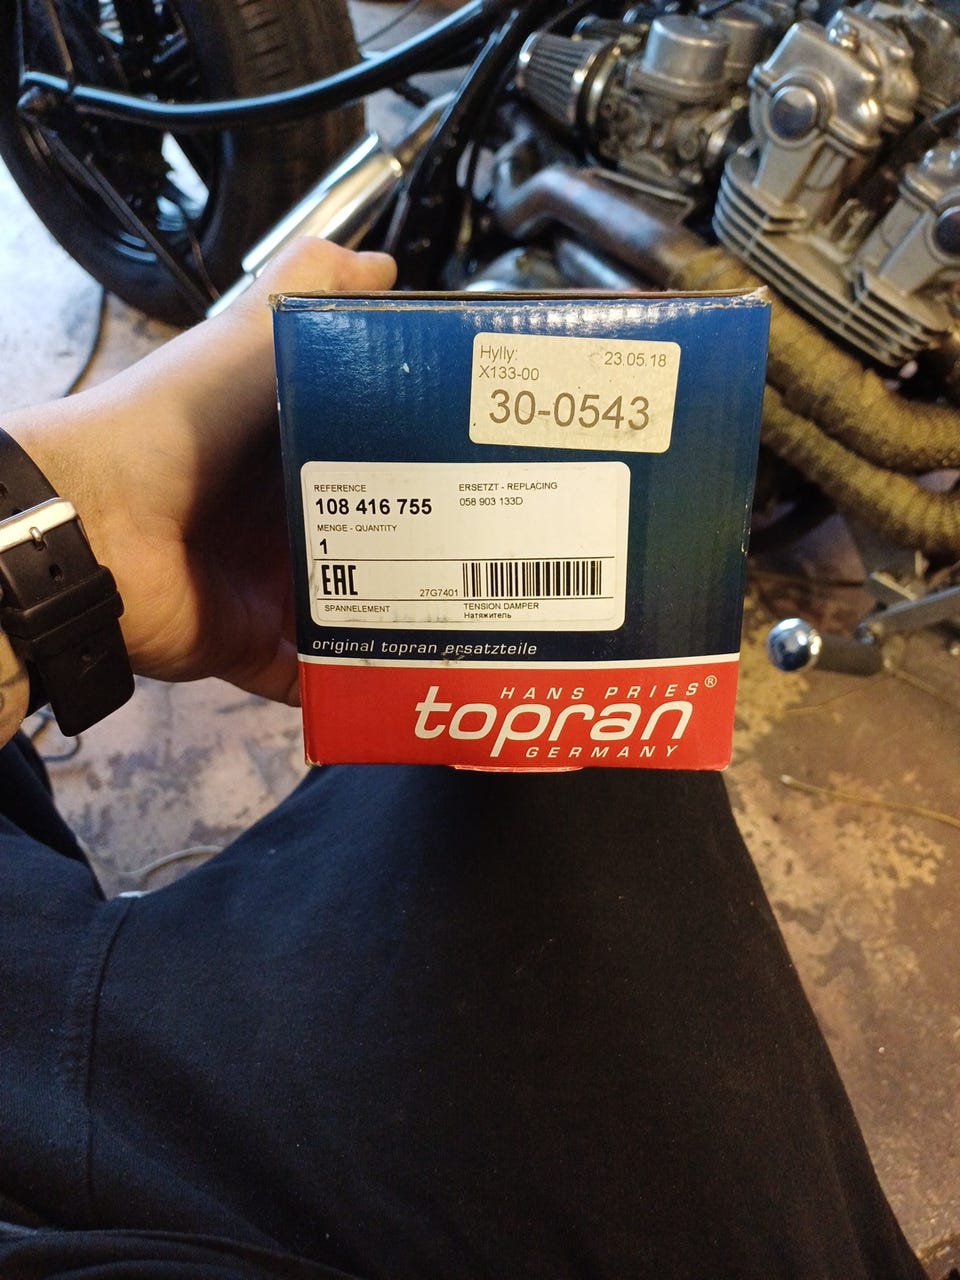 Hylly: 23.05.18
X133-00
30-0543
REFERENCE ERSETZT - REPLACING
108 416 755 058 903 133D
MENGE - QUANTITY
1
EAC 27G7401
SPANNELEMENT TENSION DAMPER
Натяжитель
original topran ersatzteile
HANS PRIES®
topran
GERMANY